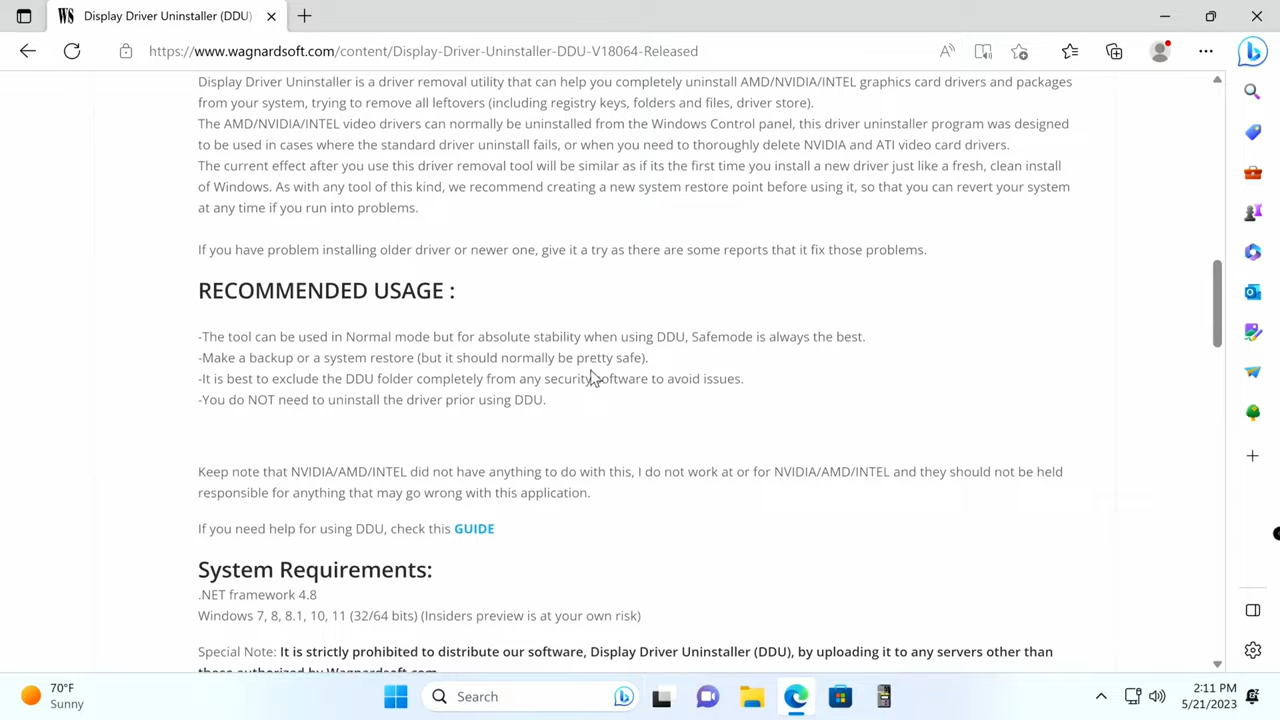 Display Driver Uninstaller (DDU)
https://www.wagnardsoft.com/content/Display-Driver-Uninstaller-DDU-V18064-Released
Display Driver Uninstaller is a driver removal utility that can help you completely uninstall AMD/NVIDIA/INTEL graphics card drivers and packages
from your system, trying to remove all leftovers (including registry keys, folders and files, driver store).
The AMD/NVIDIA/INTEL video drivers can normally be uninstalled from the Windows Control panel, this driver uninstaller program was designed
to be used in cases where the standard driver uninstall fails, or when you need to thoroughly delete NVIDIA and ATI video card drivers.
The current effect after you use this driver removal tool will be similar as if its the first time you install a new driver just like a fresh, clean install
of Windows. As with any tool of this kind, we recommend creating a new system restore point before using it, so that you can revert your system
at any time if you run into problems.
If you have problem installing older driver or newer one, give it a try as there are some reports that it fix those problems.
RECOMMENDED USAGE :
-The tool can be used in Normal mode but for absolute stability when using DDU, Safemode is always the best.
-Make a backup or a system restore (but it should normally be pretty safe).
-It is best to exclude the DDU folder completely from any security software to avoid issues.
-You do NOT need to uninstall the driver prior using DDU.
Keep note that NVIDIA/AMD/INTEL did not have anything to do with this, I do not work at or for NVIDIA/AMD/INTEL and they should not be held
responsible for anything that may go wrong with this application.
If you need help for using DDU, check this GUIDE
System Requirements:
.NET framework 4.8
Windows 7, 8, 8.1, 10, 11 (32/64 bits) (Insiders preview is at your own risk)
Special Note: It is strictly prohibited to distribute our software, Display Driver Uninstaller (DDU), by uploading it to any servers other than
those authorized by Wagnardsoft.com
70°F
Sunny
Search
2:11 PM
5/21/2023